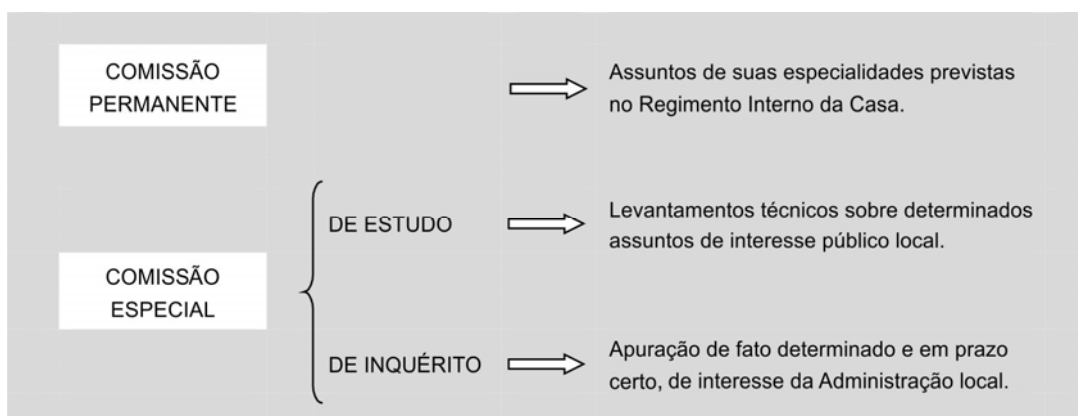 COMISSÃO
PERMANENTE
Assuntos de suas especialidades previstas
no Regimento Interno da Casa.
COMISSÃO
ESPECIAL
DE ESTUDO
Levantamentos técnicos sobre determinados
assuntos de interesse público local.
DE INQUÉRITO
Apuração de fato determinado e em prazo
certo, de interesse da Administração local.